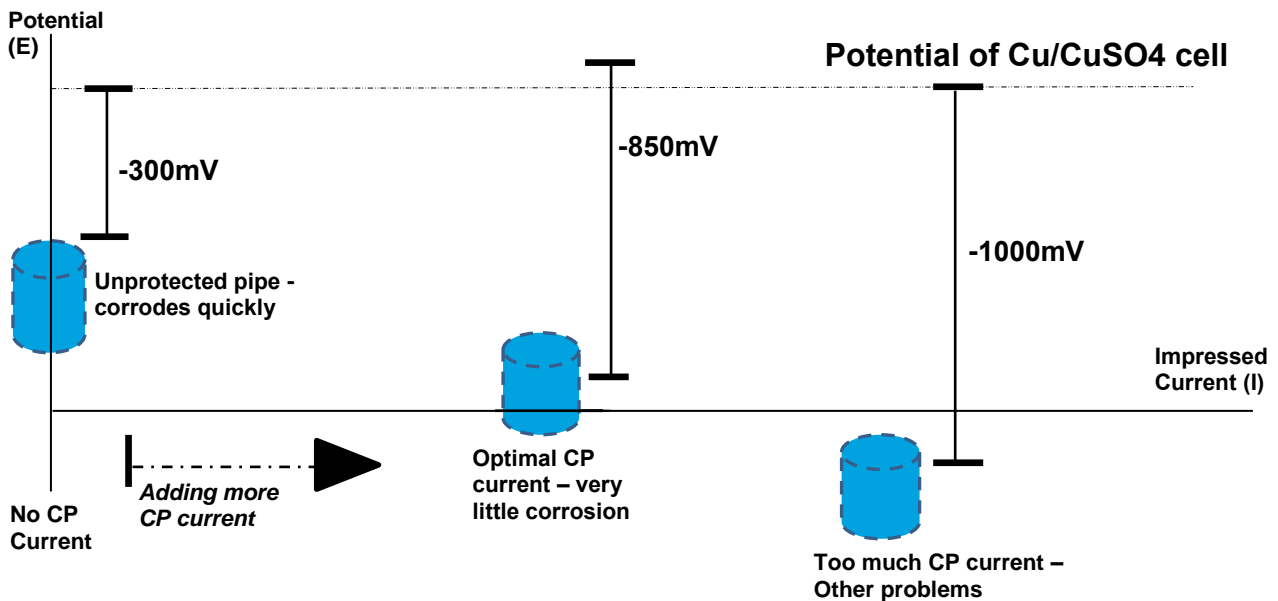 Potential
(E)
Potential of Cu/CuSO4 cell
-300mV
-850mV
-1000mV
Unprotected pipe -
corrodes quickly
Impressed
Current (I)
Adding more
CP current
No CP
Current
Optimal CP
current – very
little corrosion
Too much CP current –
Other problems